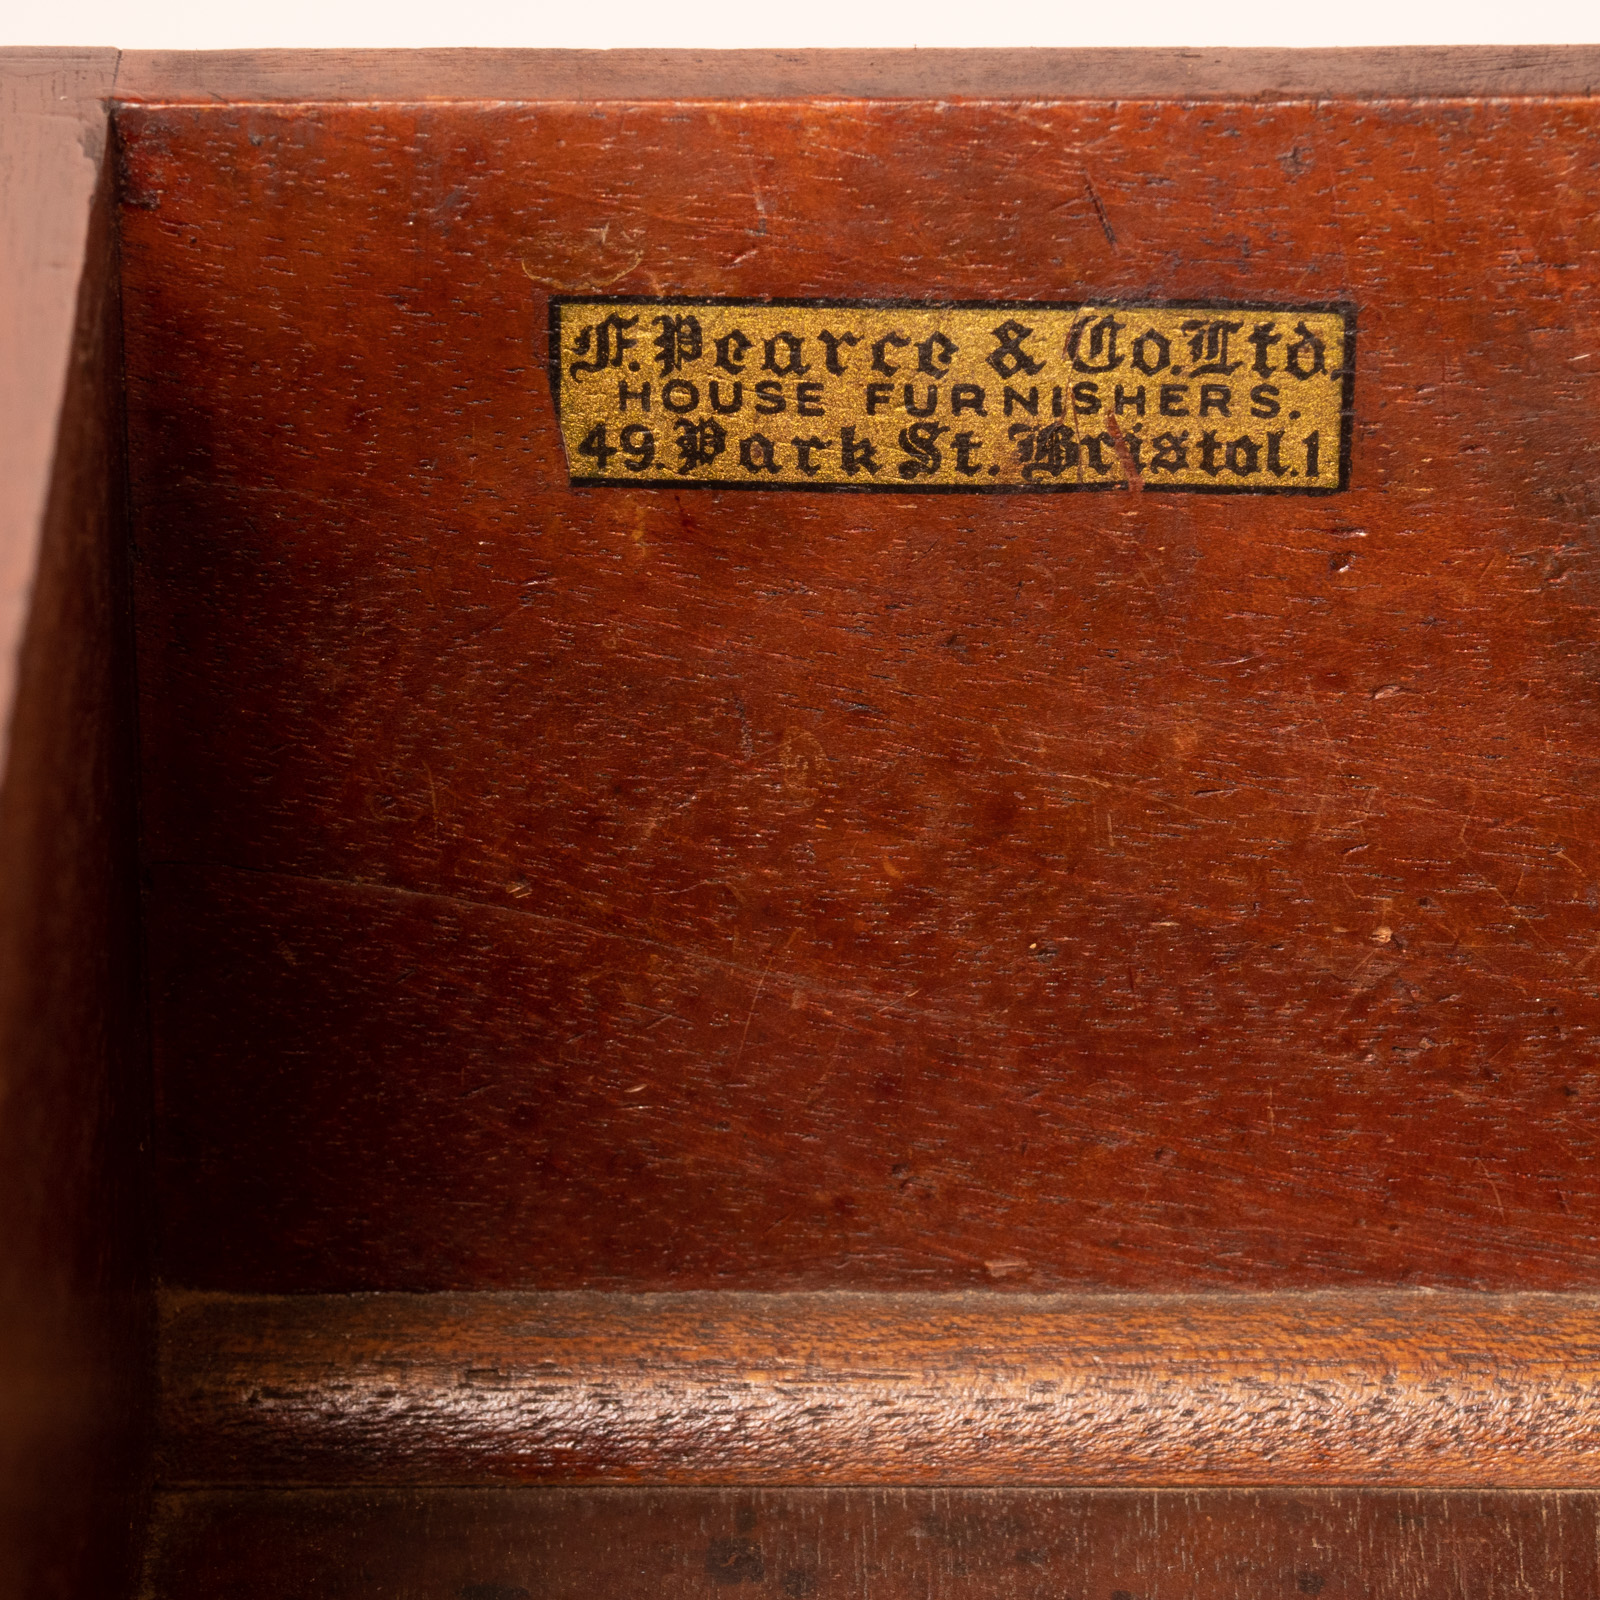 F. Pearce & Co. Ltd.
HOUSE FURNISHERS.
49. Park St. Bristol. 1